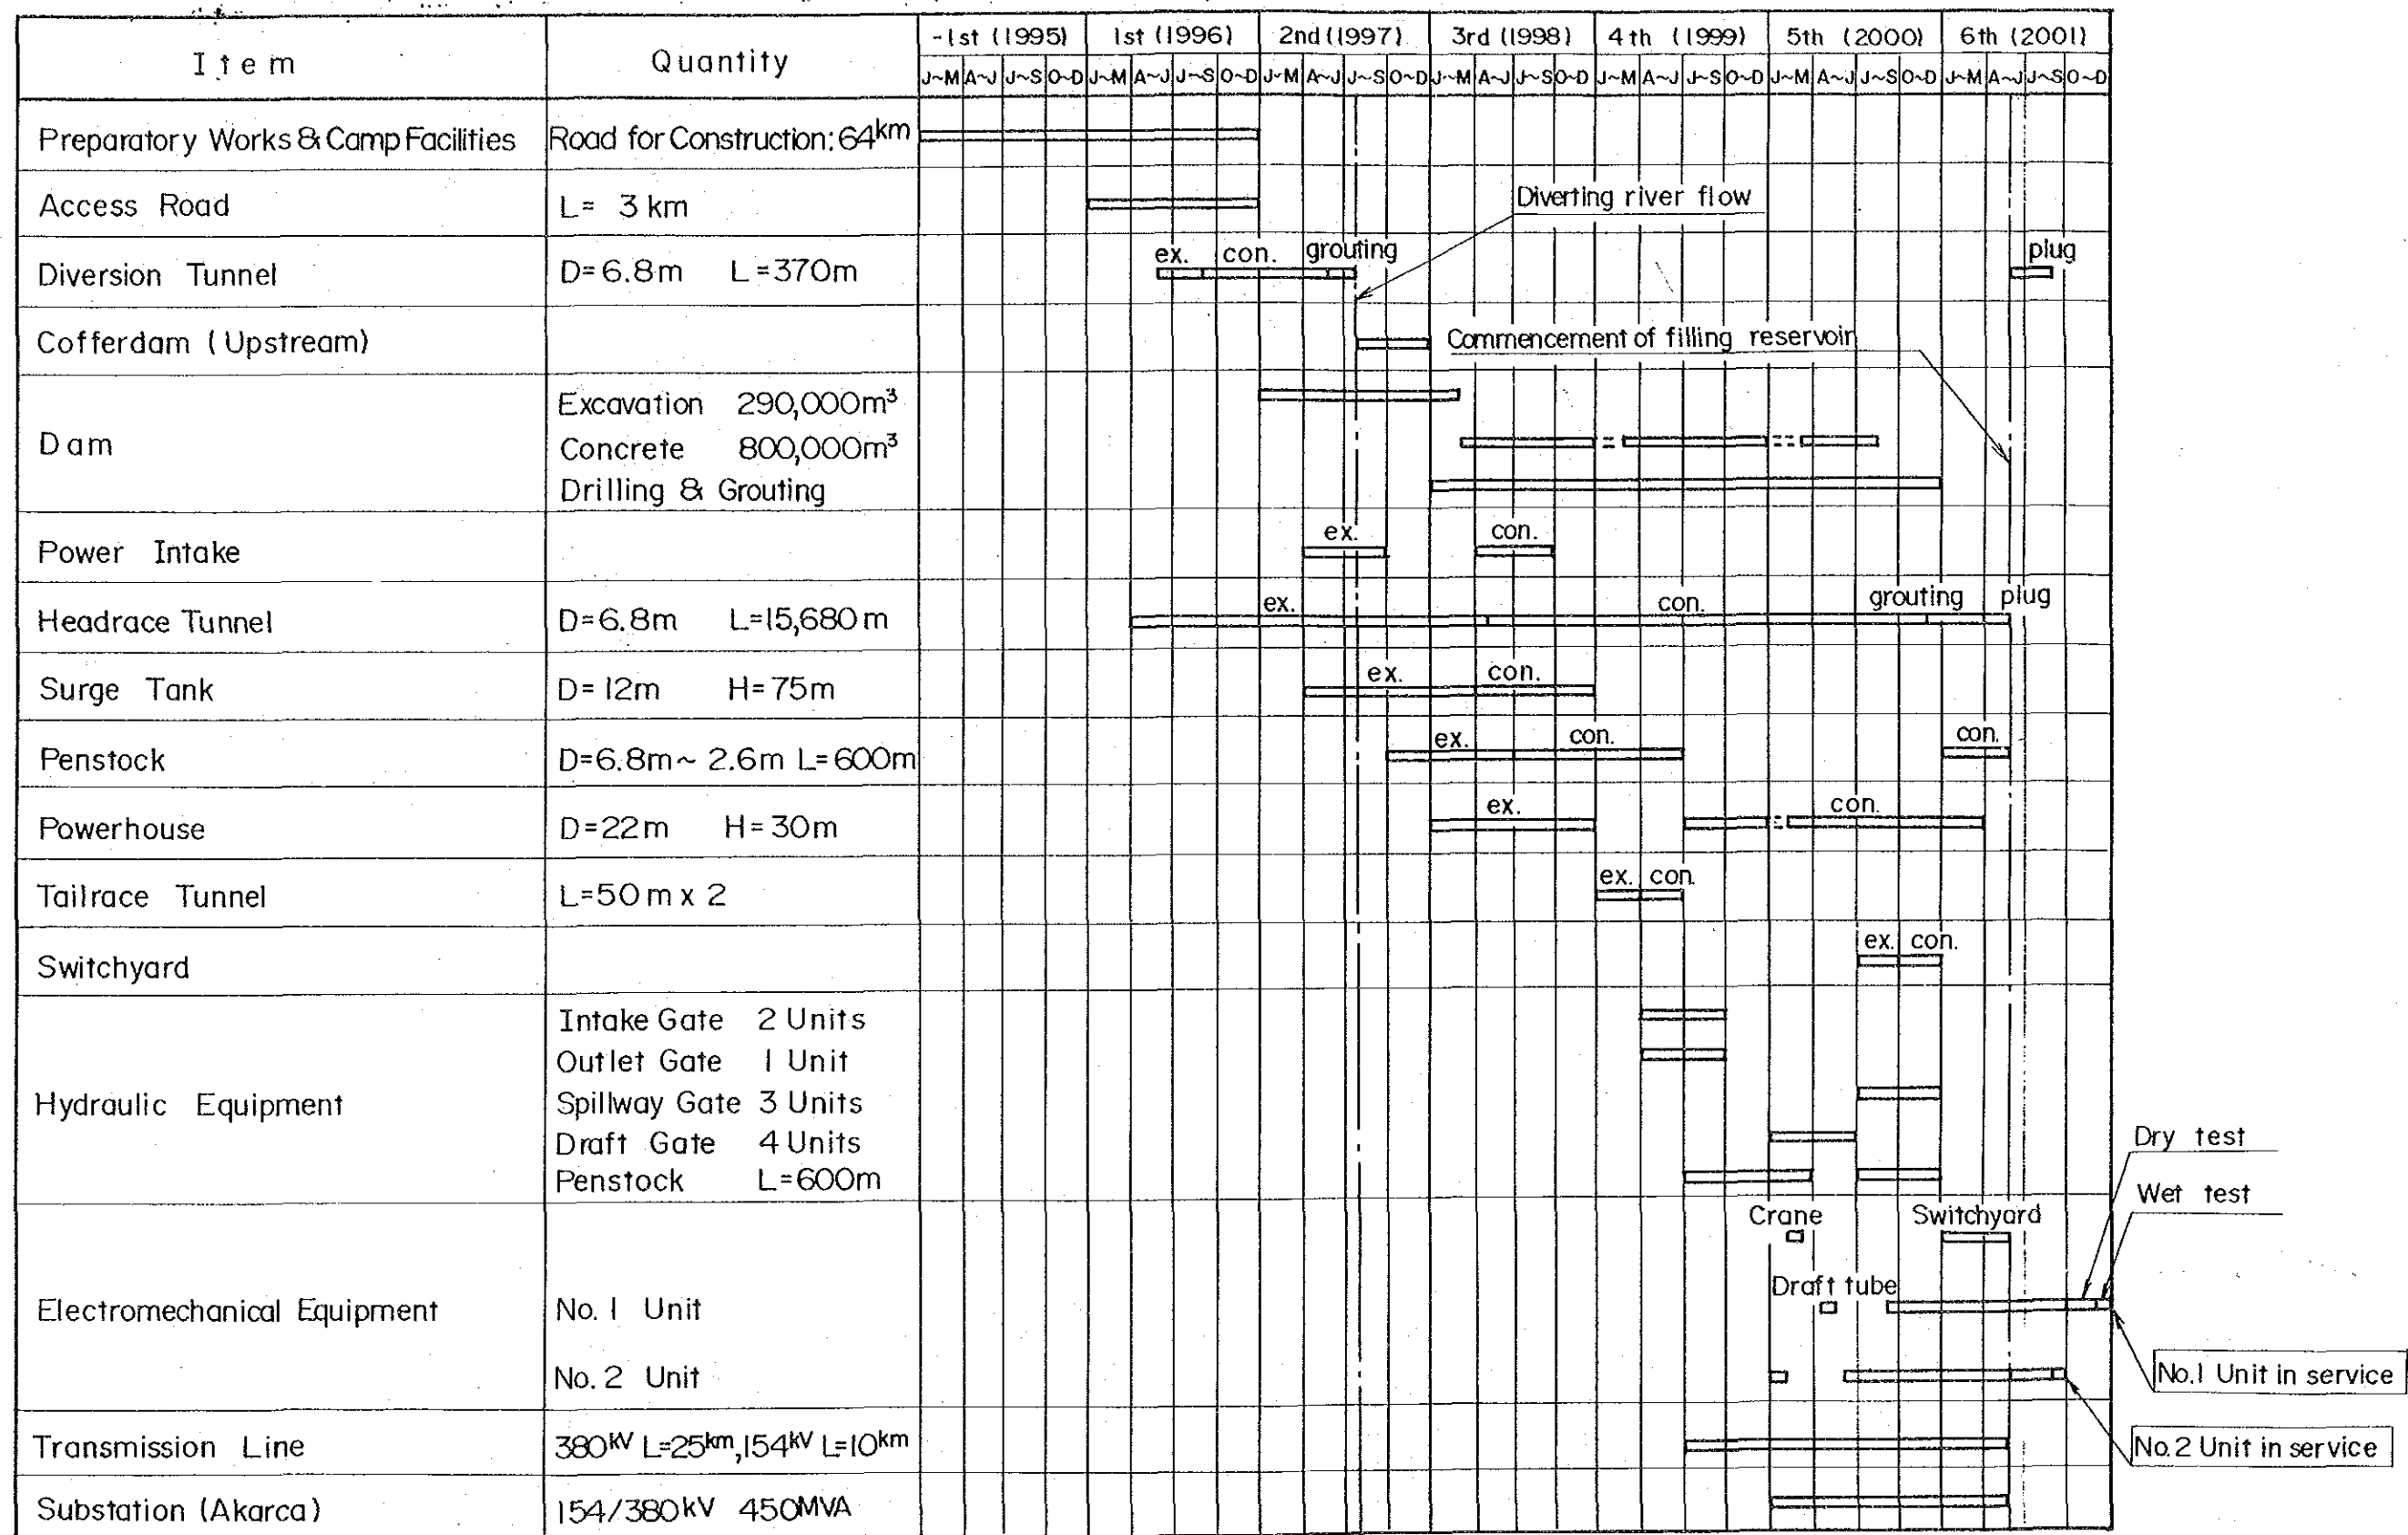 Item Quantity -1st (1995) 1st (1996) 2nd (1997) 3rd (1998) 4th (1999) 5th (2000) 6th (2001)
J~M A~J J~S O~D J~M A~J J~S O~D J~M A~J J~S O~D J~M A~J J~S O~D J~M A~J J~S O~D J~M A~J J~S O~D J~M A~J J~S O~D
Preparatory Works & Camp Facilities Road for Construction: 64km
Access Road L= 3 km
Diverting river flow
Diversion Tunnel D=6.8m L=370m ex. con. grouting plug
Cofferdam (Upstream)
Commencement of filling reservoir
Dam
Excavation 290,000m³
Concrete 800,000m³
Drilling & Grouting
Power Intake ex. con.
Headrace Tunnel D=6.8m L=15,680m ex. con. grouting plug
Surge Tank D=12m H=75m ex. con.
Penstock D=6.8m~2.6m L=600m ex. con. con.
Powerhouse D=22m H=30m ex. con.
Tailrace Tunnel L=50m x 2 ex. con.
Switchyard ex. con.
Hydraulic Equipment
Intake Gate 2 Units
Outlet Gate 1 Unit
Spillway Gate 3 Units
Draft Gate 4 Units
Penstock L=600m
Dry test
Wet test
Crane Switchyard
Draft tube
Electromechanical Equipment No.1 Unit
No.2 Unit
No.1 Unit in service
Transmission Line 380kV L=25km, 154kV L=10km
No.2 Unit in service
Substation (Akarca) 154/380kV 450MVA